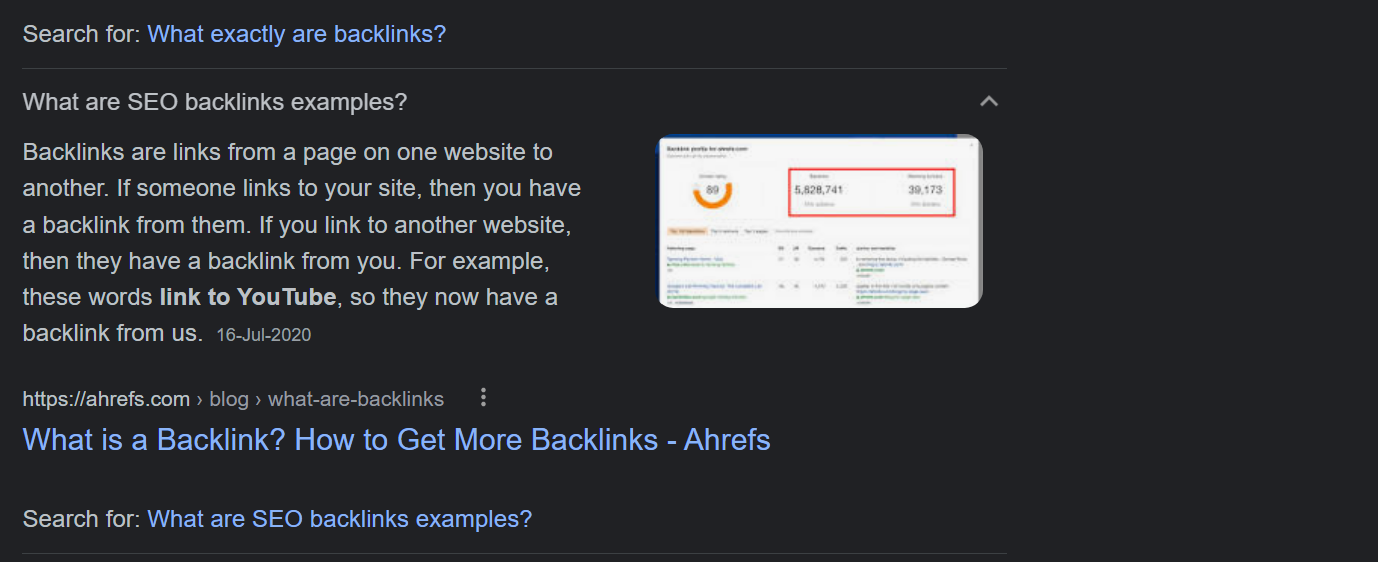 Search for: What exactly are backlinks?
What are SEO backlinks examples?
Backlinks are links from a page on one website to
another. If someone links to your site, then you have
a backlink from them. If you link to another website,
then they have a backlink from you. For example,
these words link to YouTube, so they now have a
backlink from us. 16-Jul-2020
Backlink profile for ahrefs.com
89
5,828,741
39,173
https://ahrefs.com › blog › what-are-backlinks
What is a Backlink? How to Get More Backlinks - Ahrefs
Search for: What are SEO backlinks examples?